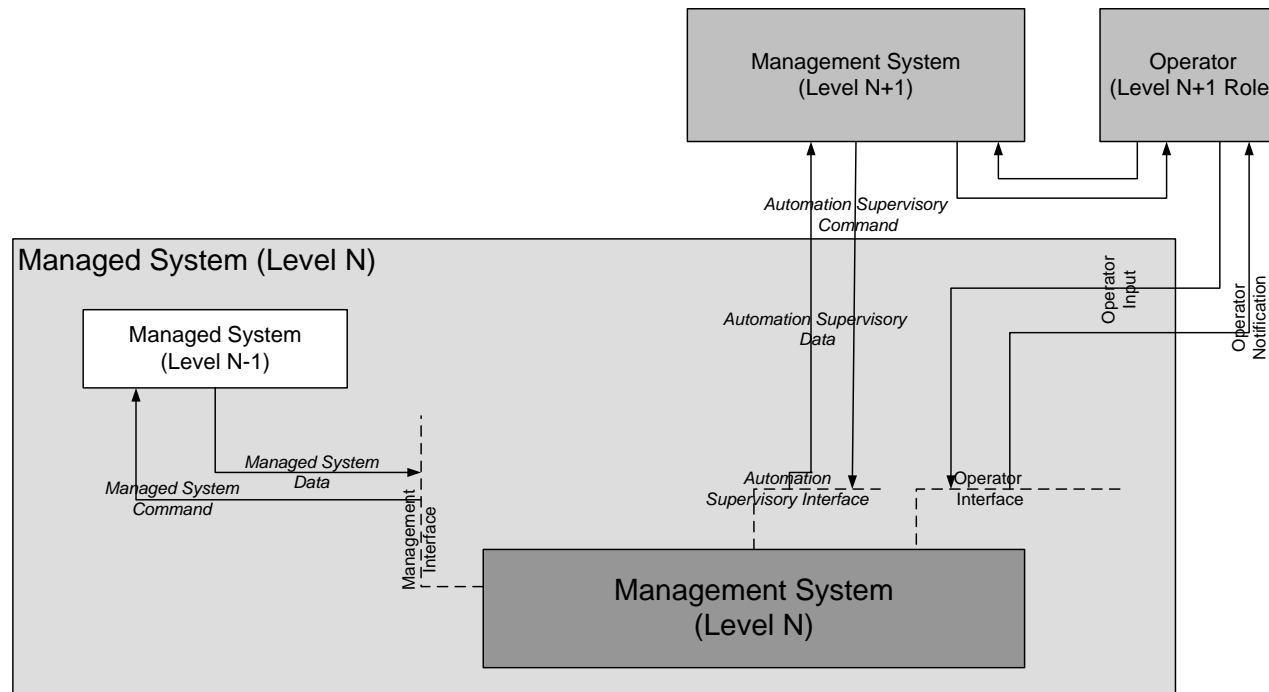 Management System
(Level N+1)
Operator
(Level N+1 Role
Automation Supervisory
Command
Managed System (Level N)
Operator
Input
Operator
Notification
Automation Supervisory
Data
Managed System
(Level N-1)
Managed System
Data
Managed System
Command
Management
Interface
Automation
Supervisory Interface
Operator
Interface
Management System
(Level N)